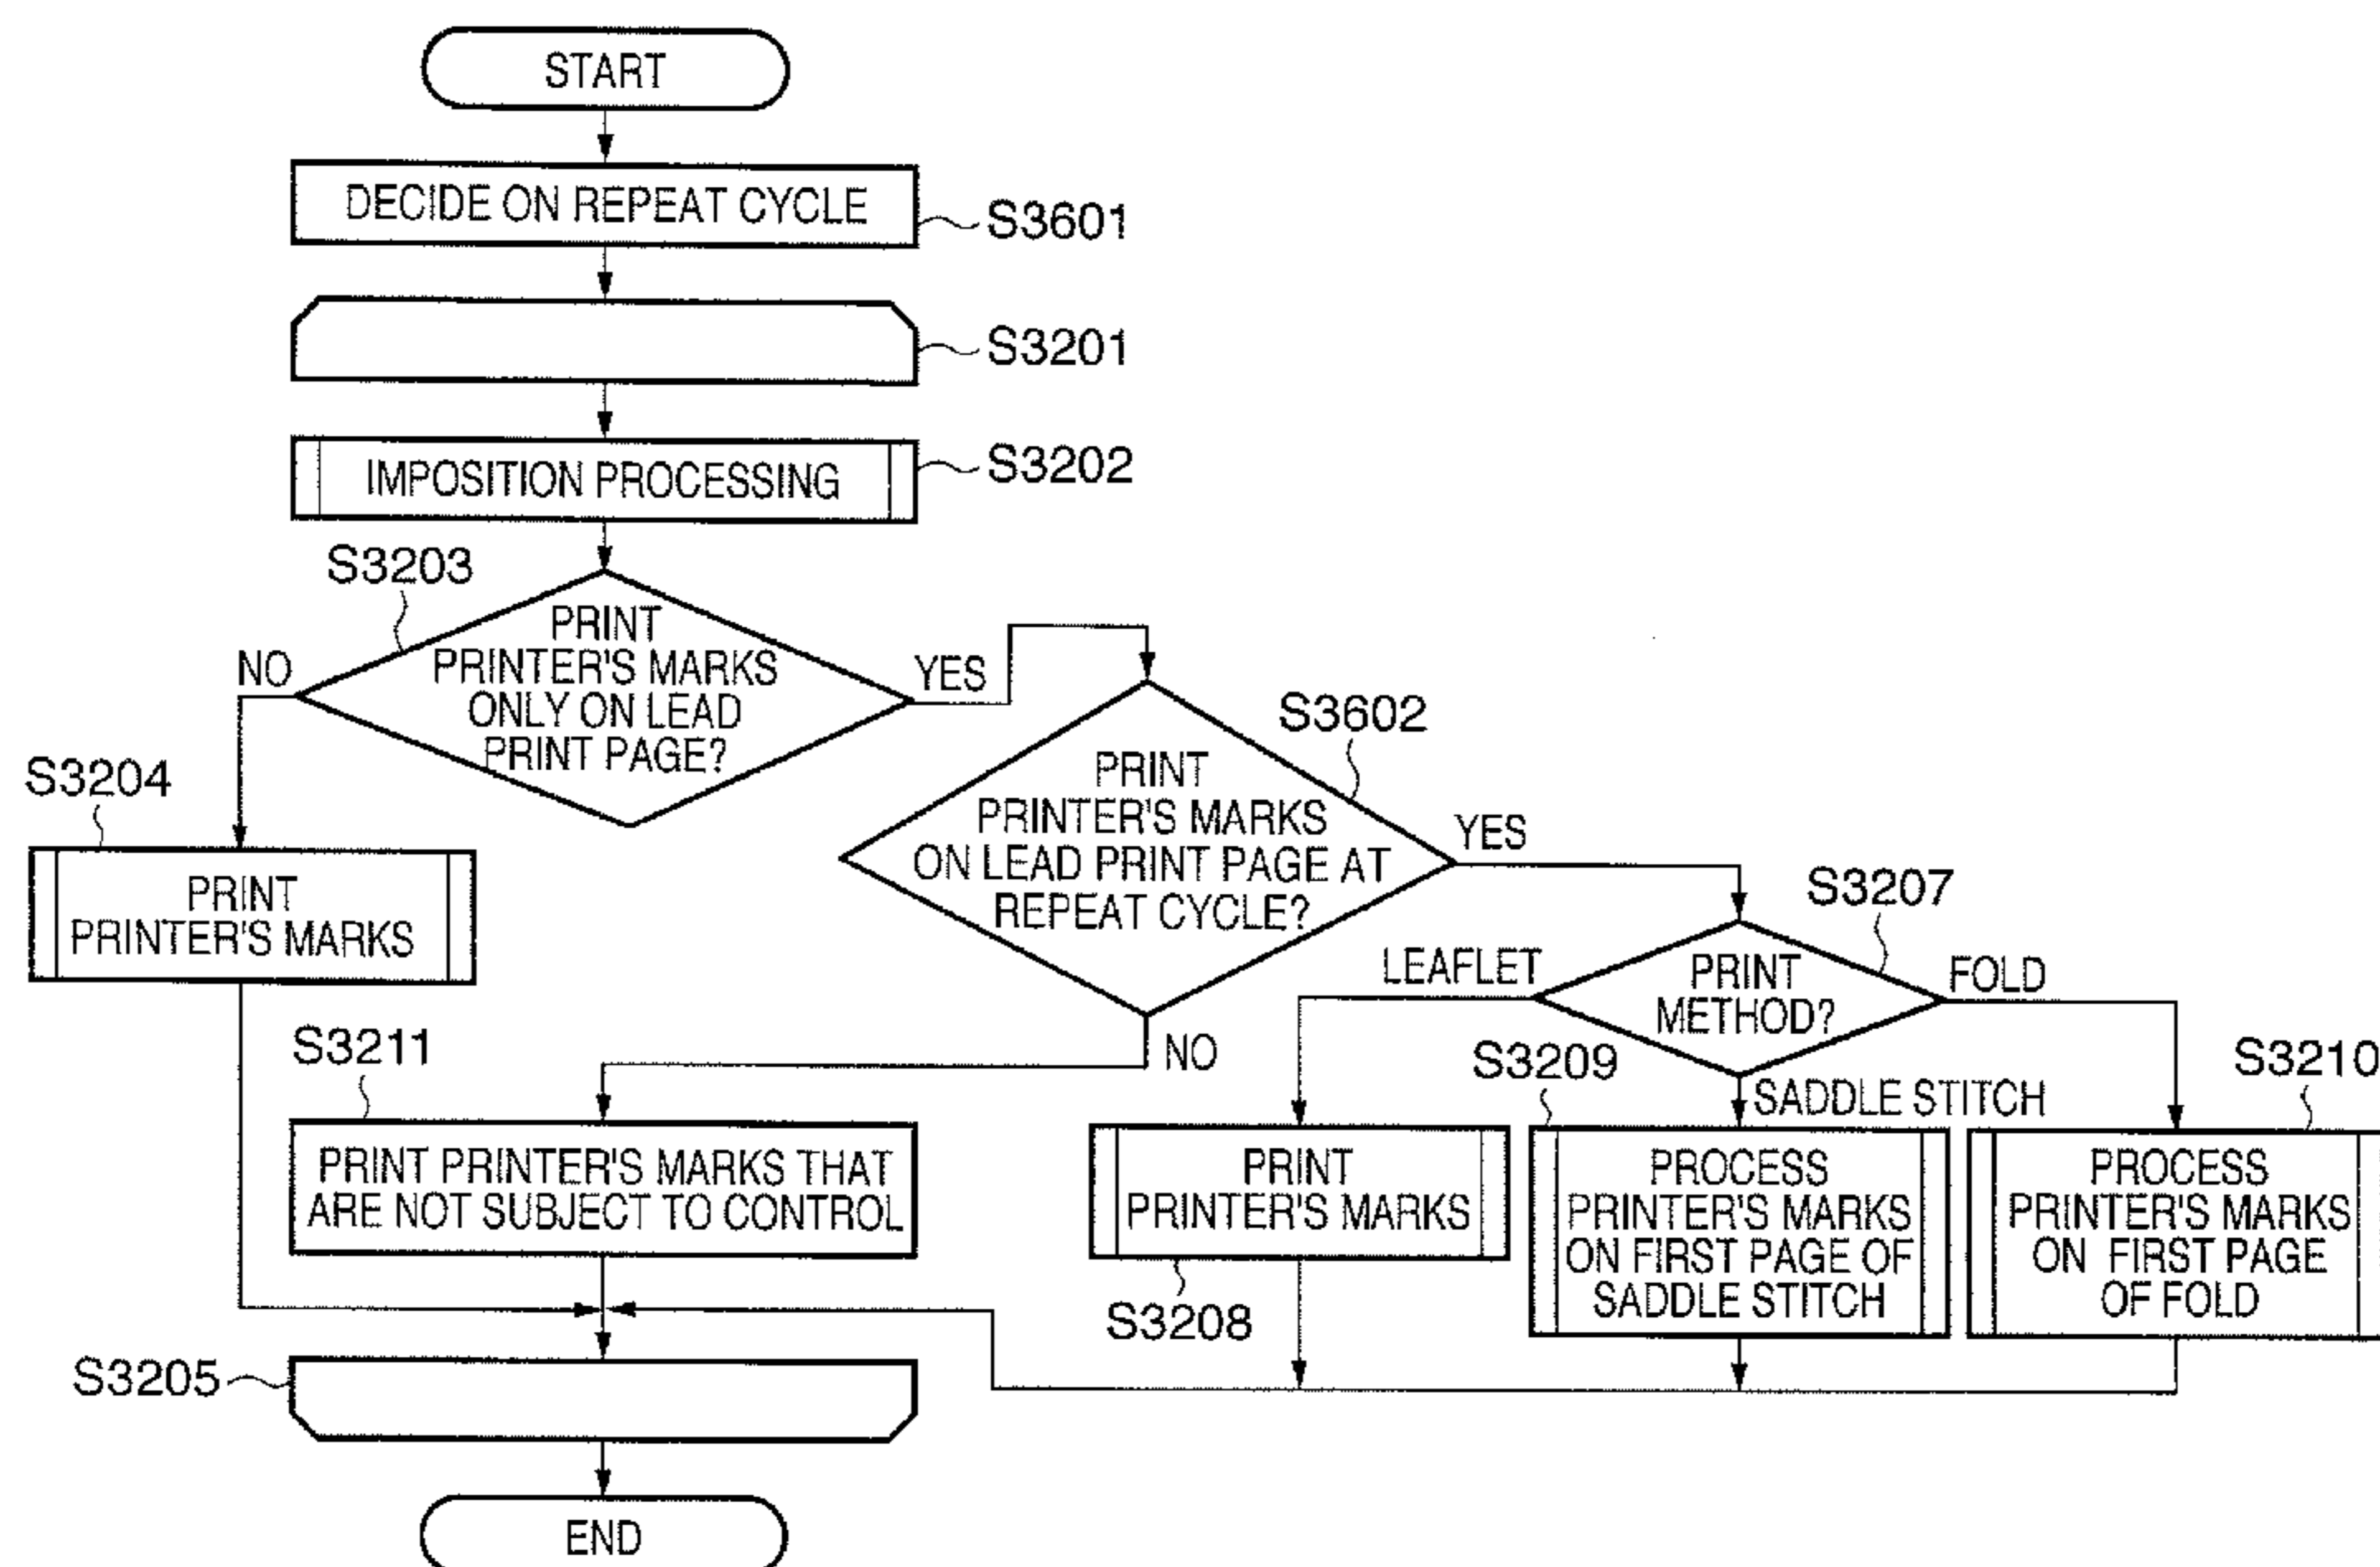 START
DECIDE ON REPEAT CYCLE
S3601
S3201
IMPOSITION PROCESSING
S3202
S3203
PRINT
PRINTER'S MARKS
ONLY ON LEAD
PRINT PAGE?
NO
YES
S3204
PRINT
PRINTER'S MARKS
S3602
PRINT
PRINTER'S MARKS
ON LEAD PRINT PAGE AT
REPEAT CYCLE?
YES
NO
S3207
PRINT
METHOD?
LEAFLET
FOLD
SADDLE STITCH
S3211
PRINT PRINTER'S MARKS THAT
ARE NOT SUBJECT TO CONTROL
PRINT
PRINTER'S MARKS
S3208
S3209
PROCESS
PRINTER'S MARKS
ON FIRST PAGE OF
SADDLE STITCH
S3210
PROCESS
PRINTER'S MARKS
ON FIRST PAGE
OF FOLD
S3205
END